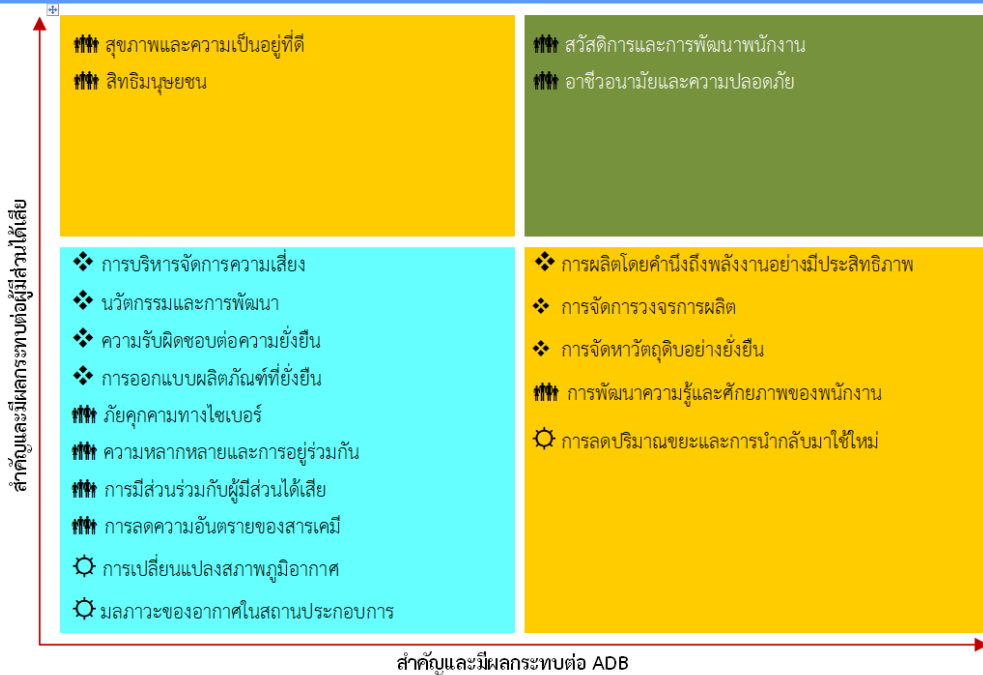 สุขภาพและความเป็นอยู่ที่ดี
สิทธิมนุษยชน
สวัสดิการและการพัฒนาพนักงาน
อาชีวอนามัยและความปลอดภัย
การบริหารจัดการความเสี่ยง
นวัตกรรมและการพัฒนา
ความรับผิดชอบต่อความยั่งยืน
การออกแบบผลิตภัณฑ์ที่ยั่งยืน
ภัยคุกคามทางไซเบอร์
ความหลากหลายและการอยู่ร่วมกัน
การมีส่วนร่วมกับผู้มีส่วนได้เสีย
การลดความอันตรายของสารเคมี
การเปลี่ยนแปลงสภาพภูมิอากาศ
มลภาวะของอากาศในสถานประกอบการ
การผลิตโดยคำนึงถึงพลังงานอย่างมีประสิทธิภาพ
การจัดการวงจรการผลิต
การจัดหาวัตถุดิบอย่างยั่งยืน
การพัฒนาความรู้และศักยภาพของพนักงาน
การลดปริมาณขยะและการนำกลับมาใช้ใหม่
สำคัญและมีผลกระทบต่อผู้มีส่วนได้เสีย
สำคัญและมีผลกระทบต่อ ADB